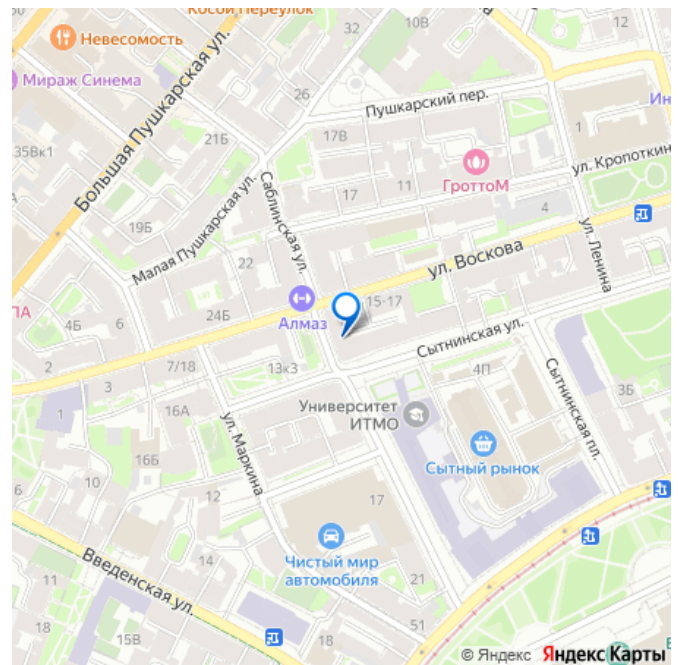 Косой Переулок
Невесомость
Мираж Синема
Большая Пушкарская ул.
32
10В
12
26
Пушкарский пер.
21Б
17В
1
Ин
35Вк1
ул. Кропоткин
ГроттоМ
17
11
Саблинская ул.
19Б
Малая Пушкарская ул.
4
ул. Ленина
ул. Воскова
22
24Б
15-17
Алмаз
ПА
4Б
2
7/18
3
13к3
Сытнинская ул.
4П
Сытнинская пл.
3Б
1
16А
ул. Маркина
Университет
ИТМО
Сытный рынок
6
16Б
10
12
17
Введенская ул.
14
Чистый мир
автомобиля
21
11
18
15В
18
51
© Яндекс Яндекс Карты